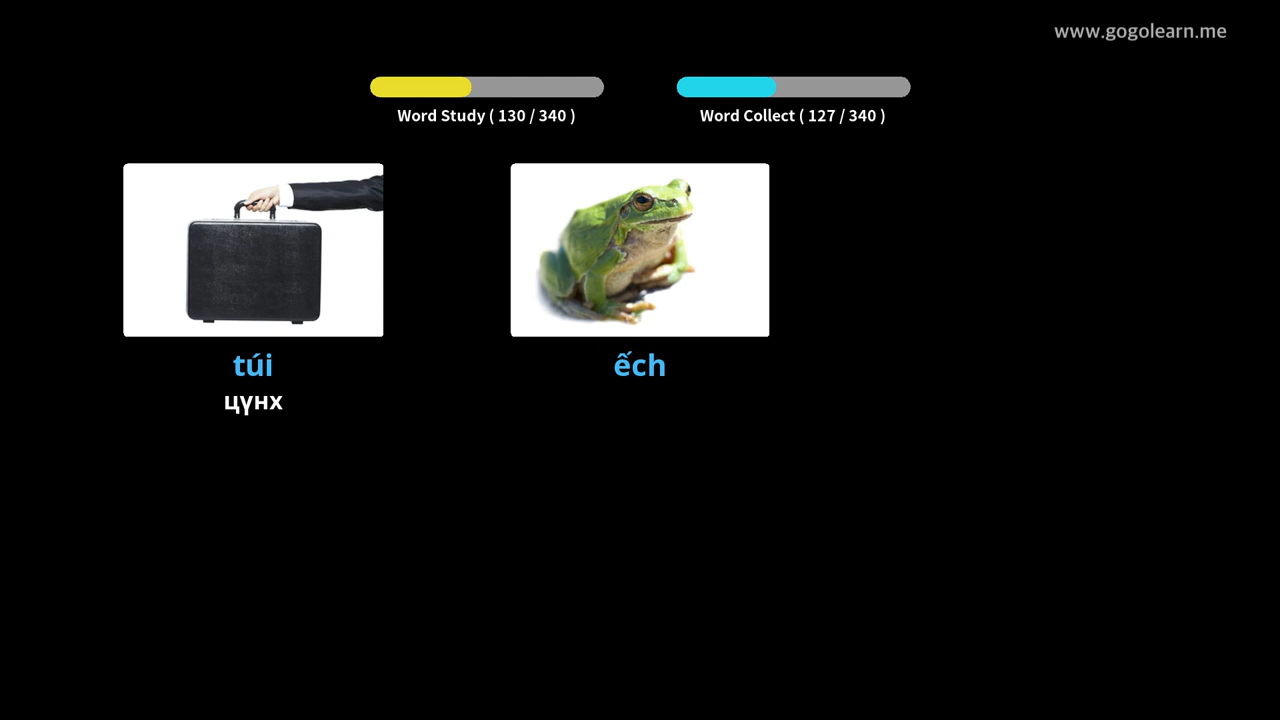 www.gogolearn.me
Word Study ( 130 / 340 )
Word Collect ( 127 / 340 )
túi
цүнх
ếch